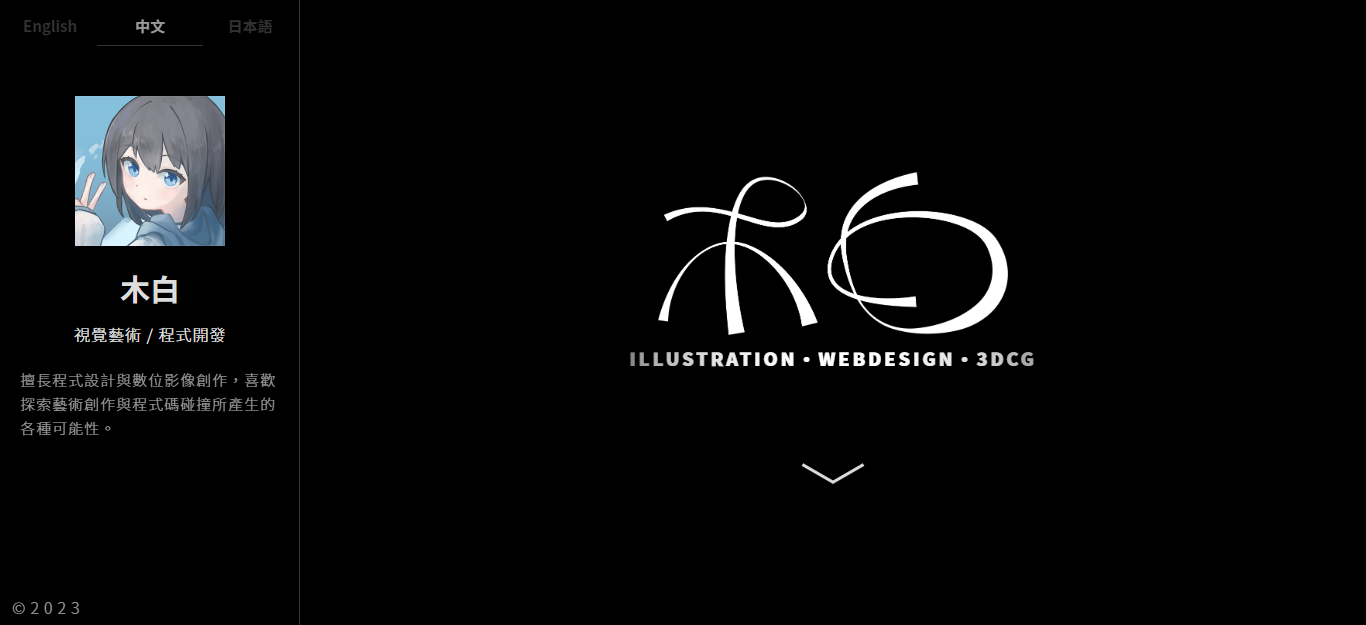 English
中文
日本語
木白
視覺藝術 / 程式開發
擅長程式設計與數位影像創作，喜歡
探索藝術創作與程式碼碰撞所產生的
各種可能性。
©2023
木白
ILLUSTRATION • WEBDESIGN • 3DCG